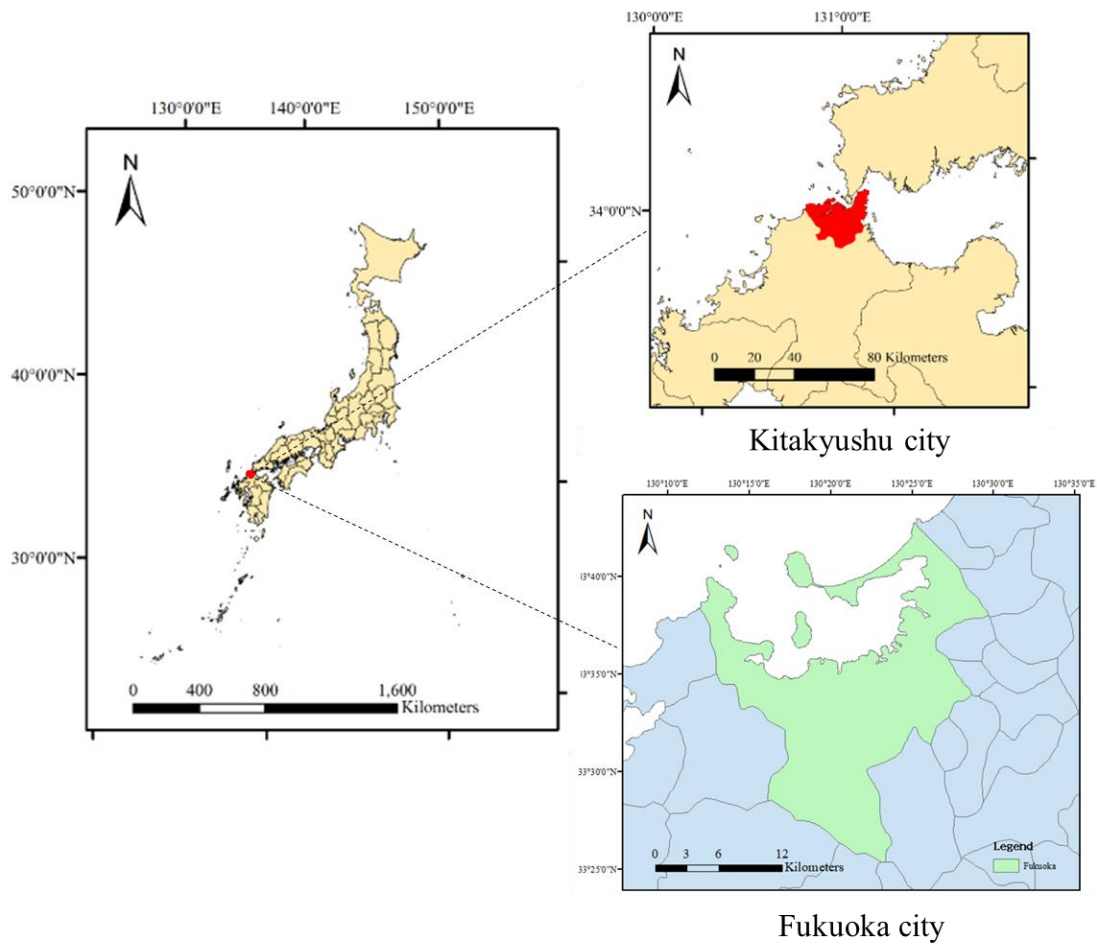 130°0'0"E 140°0'0"E 150°0'0"E
N
50°0'0"N
40°0'0"N
30°0'0"N
0 400 800 1,600
Kilometers
130°0'0"E 131°0'0"E
N
34°0'0"N
0 20 40 80 Kilometers
Kitakyushu city
130°10'0"E 130°15'0"E 130°20'0"E 130°25'0"E 130°30'0"E 130°35'0"E
N
3°40'0"N
33°35'0"N
33°30'0"N
33°25'0"N
0 3 6 12
Kilometers
Legend
Fukuoka
Fukuoka city